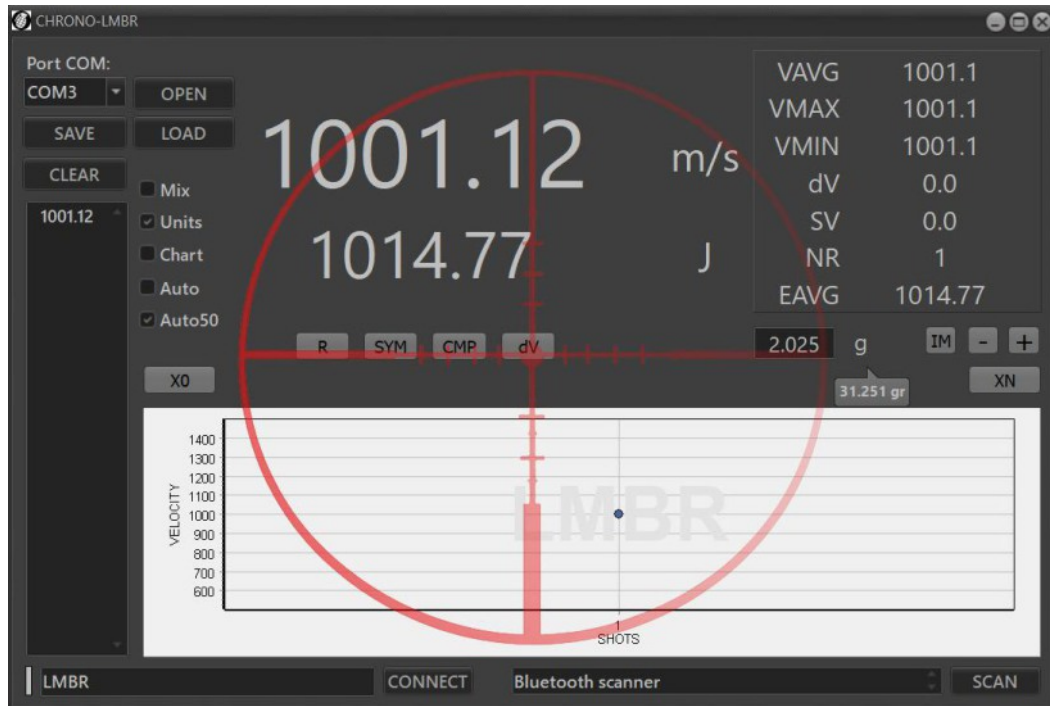 CHRONO-LMBR
Port COM:
COM3
OPEN
SAVE
LOAD
CLEAR
1001.12
Mix
Units
Chart
Auto
Auto50
1001.12 m/s
1014.77 J
R SYM CMP dV
VAVG 1001.1
VMAX 1001.1
VMIN 1001.1
dV 0.0
SV 0.0
NR 1
EAVG 1014.77
2.025 g IM - +
31.251 gr
X0
XN
VELOCITY
1400
1300
1200
1100
1000
900
800
700
600
LMBR
1
SHOTS
LMBR
CONNECT
Bluetooth scanner
SCAN